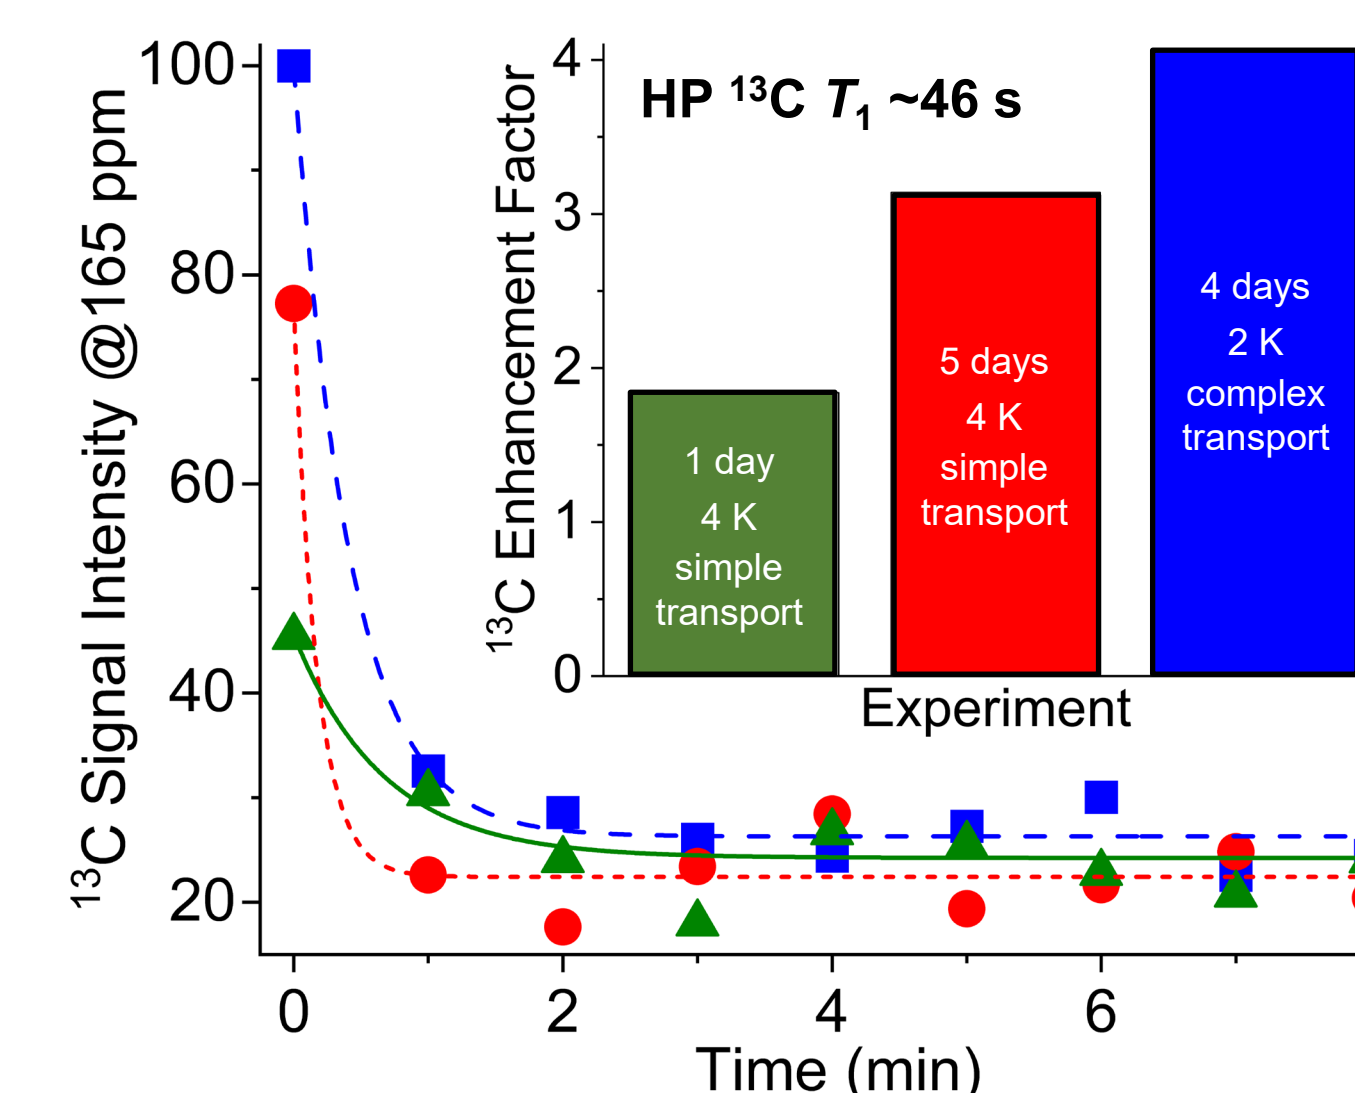 ¹³C Signal Intensity @165 ppm
100
80
60
40
20
0
2
4
6
Time (min)
¹³C Enhancement Factor
4
3
2
1
0
HP ¹³C T₁ ~46 s
1 day
4 K
simple
transport
5 days
4 K
simple
transport
4 days
2 K
complex
transport
Experiment